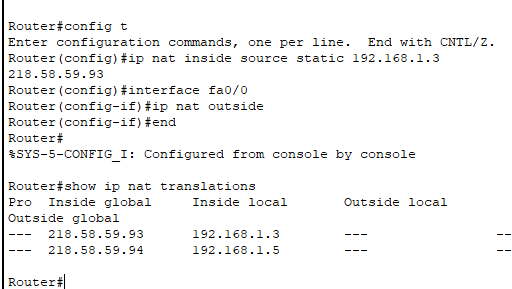 Router#config t
Enter configuration commands, one per line.  End with CNTL/Z.
Router(config)#ip nat inside source static 192.168.1.3
218.58.59.93
Router(config)#interface fa0/0
Router(config-if)#ip nat outside
Router(config-if)#end
Router#
%SYS-5-CONFIG_I: Configured from console by console

Router#show ip nat translations
Pro  Inside global     Inside local       Outside local
Outside global
---  218.58.59.93      192.168.1.3        ---                --
---  218.58.59.94      192.168.1.5        ---                --

Router#